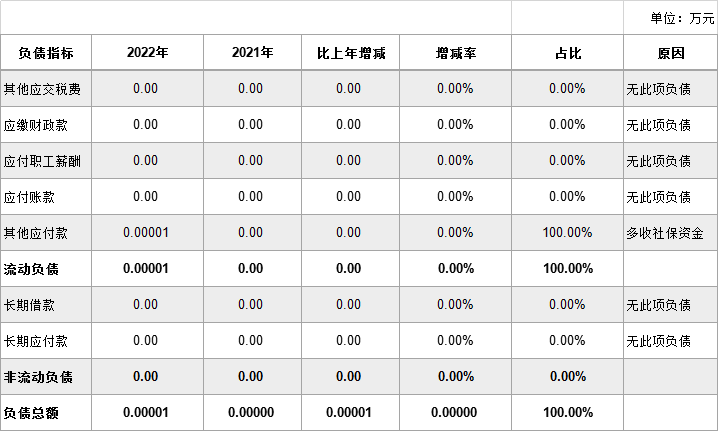 单位：万元
负债指标 2022年 2021年 比上年增减 增减率 占比 原因
其他应交税费 0.00 0.00 0.00 0.00% 0.00% 无此项负债
应缴财政款 0.00 0.00 0.00 0.00% 0.00% 无此项负债
应付职工薪酬 0.00 0.00 0.00 0.00% 0.00% 无此项负债
应付账款 0.00 0.00 0.00 0.00% 0.00% 无此项负债
其他应付款 0.00001 0.00 0.00 0.00% 100.00% 多收社保资金
流动负债 0.00001 0.00 0.00 0.00% 100.00%
长期借款 0.00 0.00 0.00 0.00% 0.00% 无此项负债
长期应付款 0.00 0.00 0.00 0.00% 0.00% 无此项负债
非流动负债 0.00 0.00 0.00 0.00% 0.00%
负债总额 0.00001 0.00000 0.00001 0.00000 100.00%